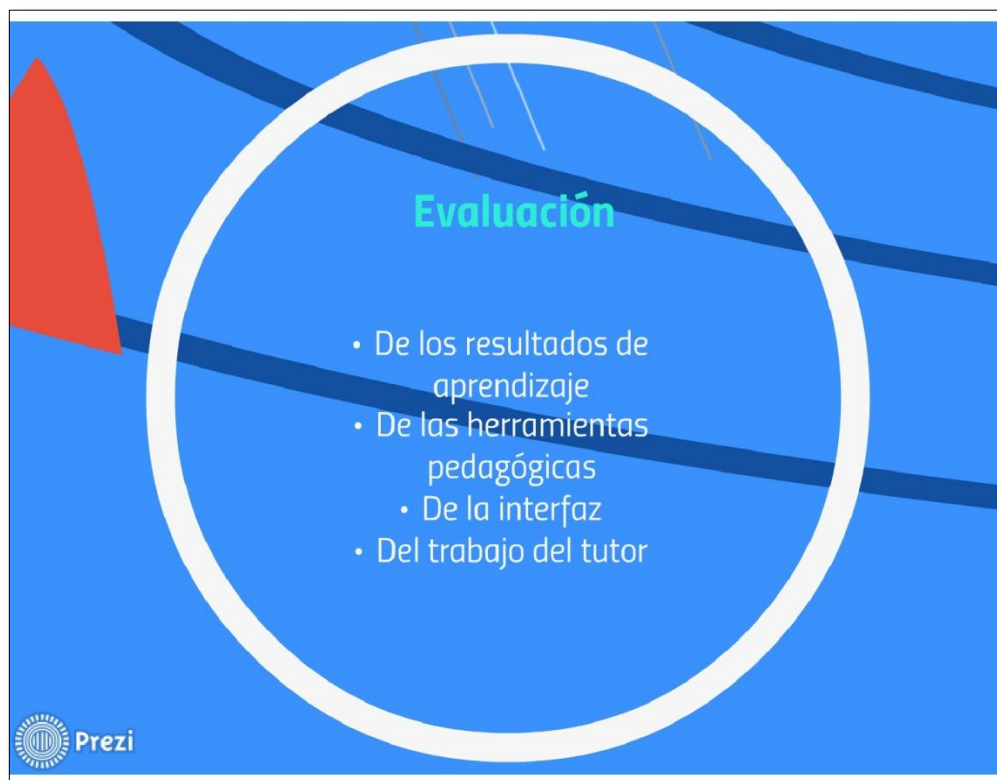 Evaluación
• De los resultados de
aprendizaje
• De las herramientas
pedagógicas
• De la interfaz
• Del trabajo del tutor
Prezi